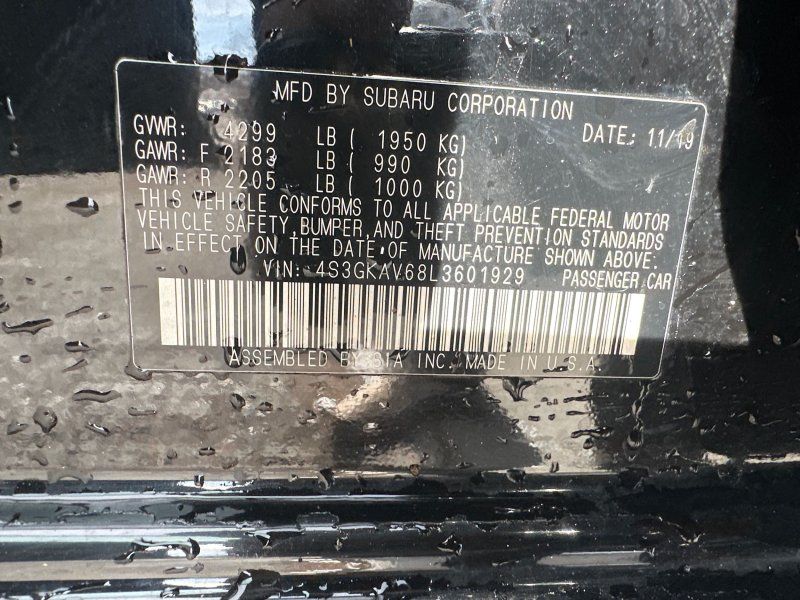 MFD BY SUBARU CORPORATION
GVWR: 4299 LB ( 1950 KG) DATE: 11/19
GAWR: F 2183 LB ( 990 KG)
GAWR: R 2205 LB ( 1000 KG)
THIS VEHICLE CONFORMS TO ALL APPLICABLE FEDERAL MOTOR
VEHICLE SAFETY, BUMPER, AND THEFT PREVENTION STANDARDS
IN EFFECT ON THE DATE OF MANUFACTURE SHOWN ABOVE.
VIN: 4S3GKAV68L3601929 PASSENGER CAR
ASSEMBLED BY SIA INC. MADE IN U.S.A.